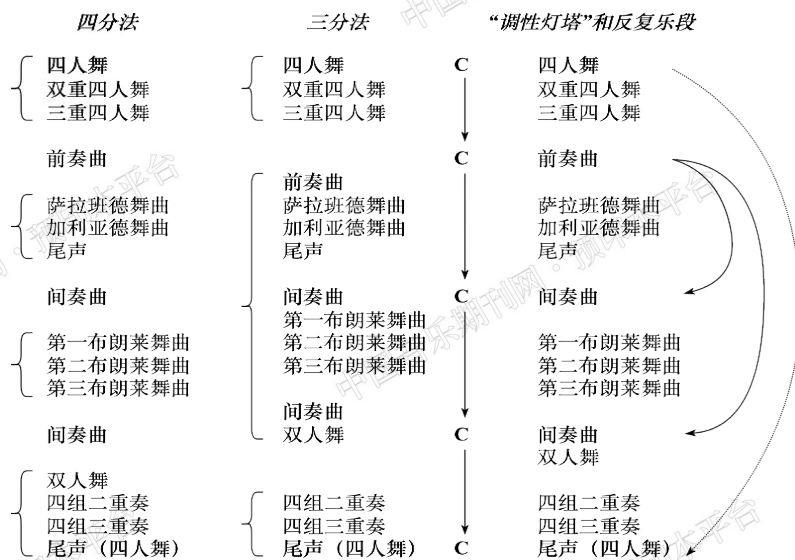 四分法 三分法 “调性灯塔”和反复乐段
四人舞 四人舞 C 四人舞
双重四人舞 双重四人舞 双重四人舞
三重四人舞 三重四人舞 三重四人舞
前奏曲 C 前奏曲
前奏曲
萨拉班德舞曲 萨拉班德舞曲 萨拉班德舞曲
加利亚德舞曲 加利亚德舞曲 加利亚德舞曲
尾声 尾声 尾声
间奏曲 间奏曲 C 间奏曲
第一布朗莱舞曲
第一布朗莱舞曲 第一布朗莱舞曲
第二布朗莱舞曲 第二布朗莱舞曲 第二布朗莱舞曲
第三布朗莱舞曲 第三布朗莱舞曲 第三布朗莱舞曲
间奏曲
间奏曲 双人舞 C 间奏曲
双人舞
双人舞
四组二重奏 四组二重奏 四组二重奏
四组三重奏 四组三重奏 四组三重奏
尾声（四人舞） 尾声（四人舞） C 尾声（四人舞）